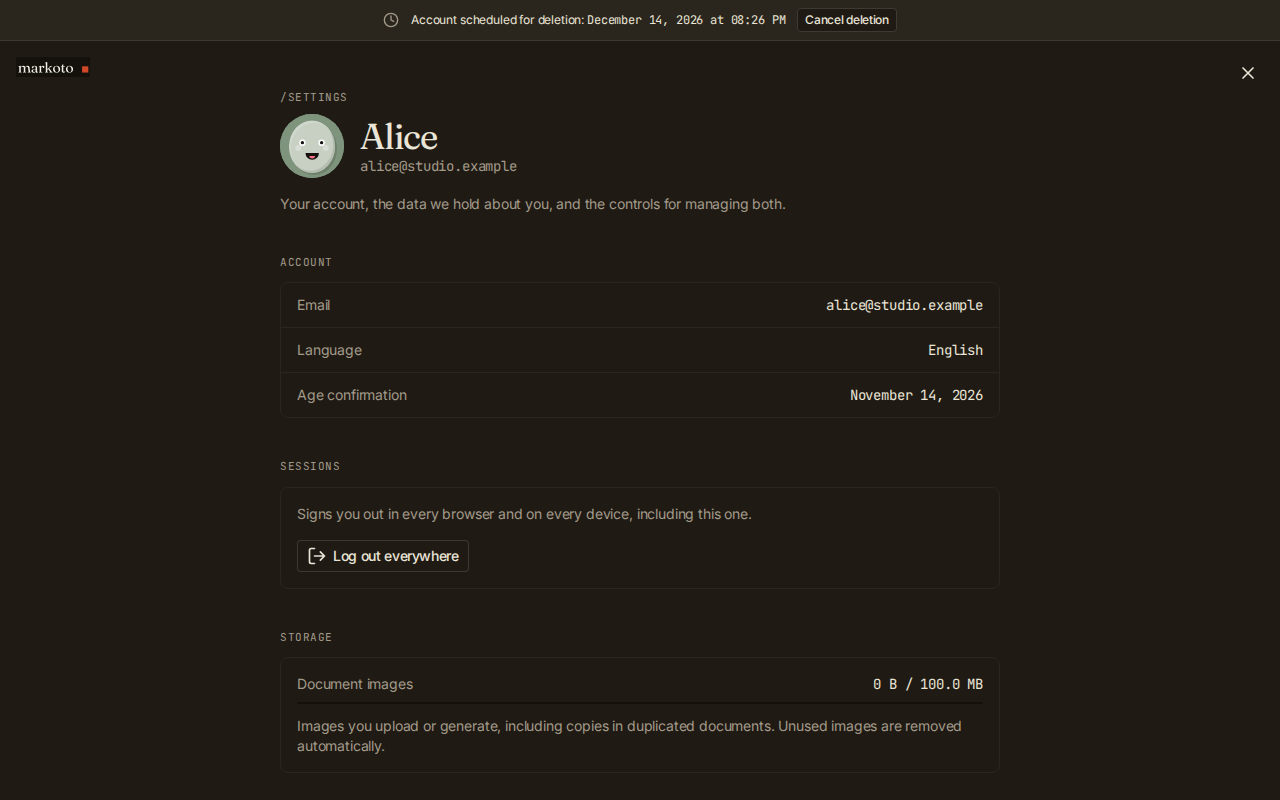 Account scheduled for deletion: December 14, 2026 at 08:26 PM Cancel deletion
markoto
/SETTINGS
Alice
alice@studio.example
Your account, the data we hold about you, and the controls for managing both.
ACCOUNT
Email alice@studio.example
Language English
Age confirmation November 14, 2026
SESSIONS
Signs you out in every browser and on every device, including this one.
Log out everywhere
STORAGE
Document images 0 B / 100.0 MB
Images you upload or generate, including copies in duplicated documents. Unused images are removed
automatically.